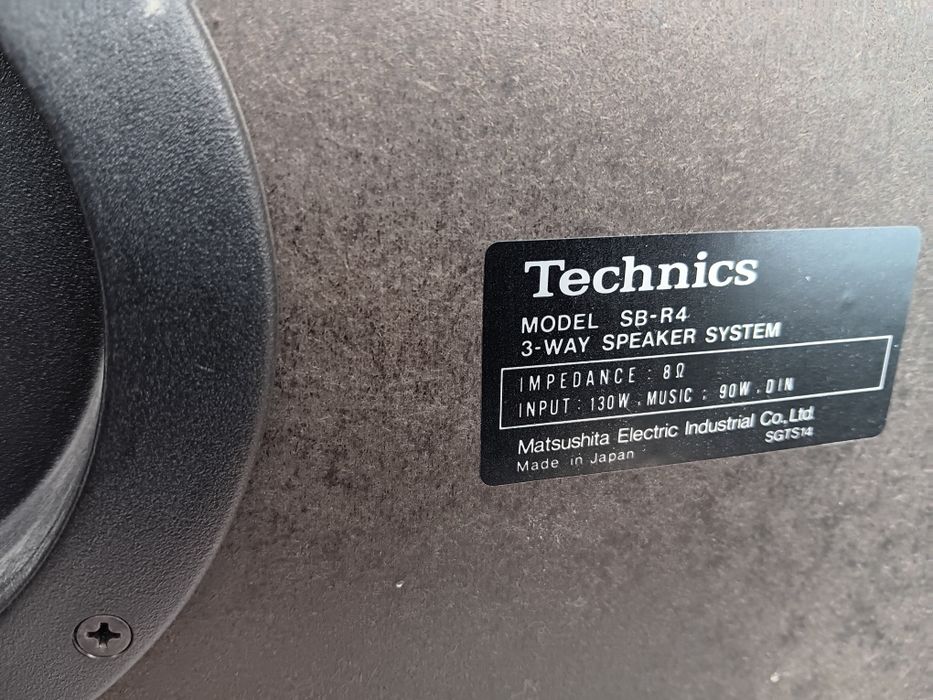 Technics
MODEL SB-R4
3-WAY SPEAKER SYSTEM
IMPEDANCE : 8Ω
INPUT : 130W . MUSIC ; 90W . DIN
Matsushita Electric Industrial Co., Ltd.
SGTS14
Made in Japan